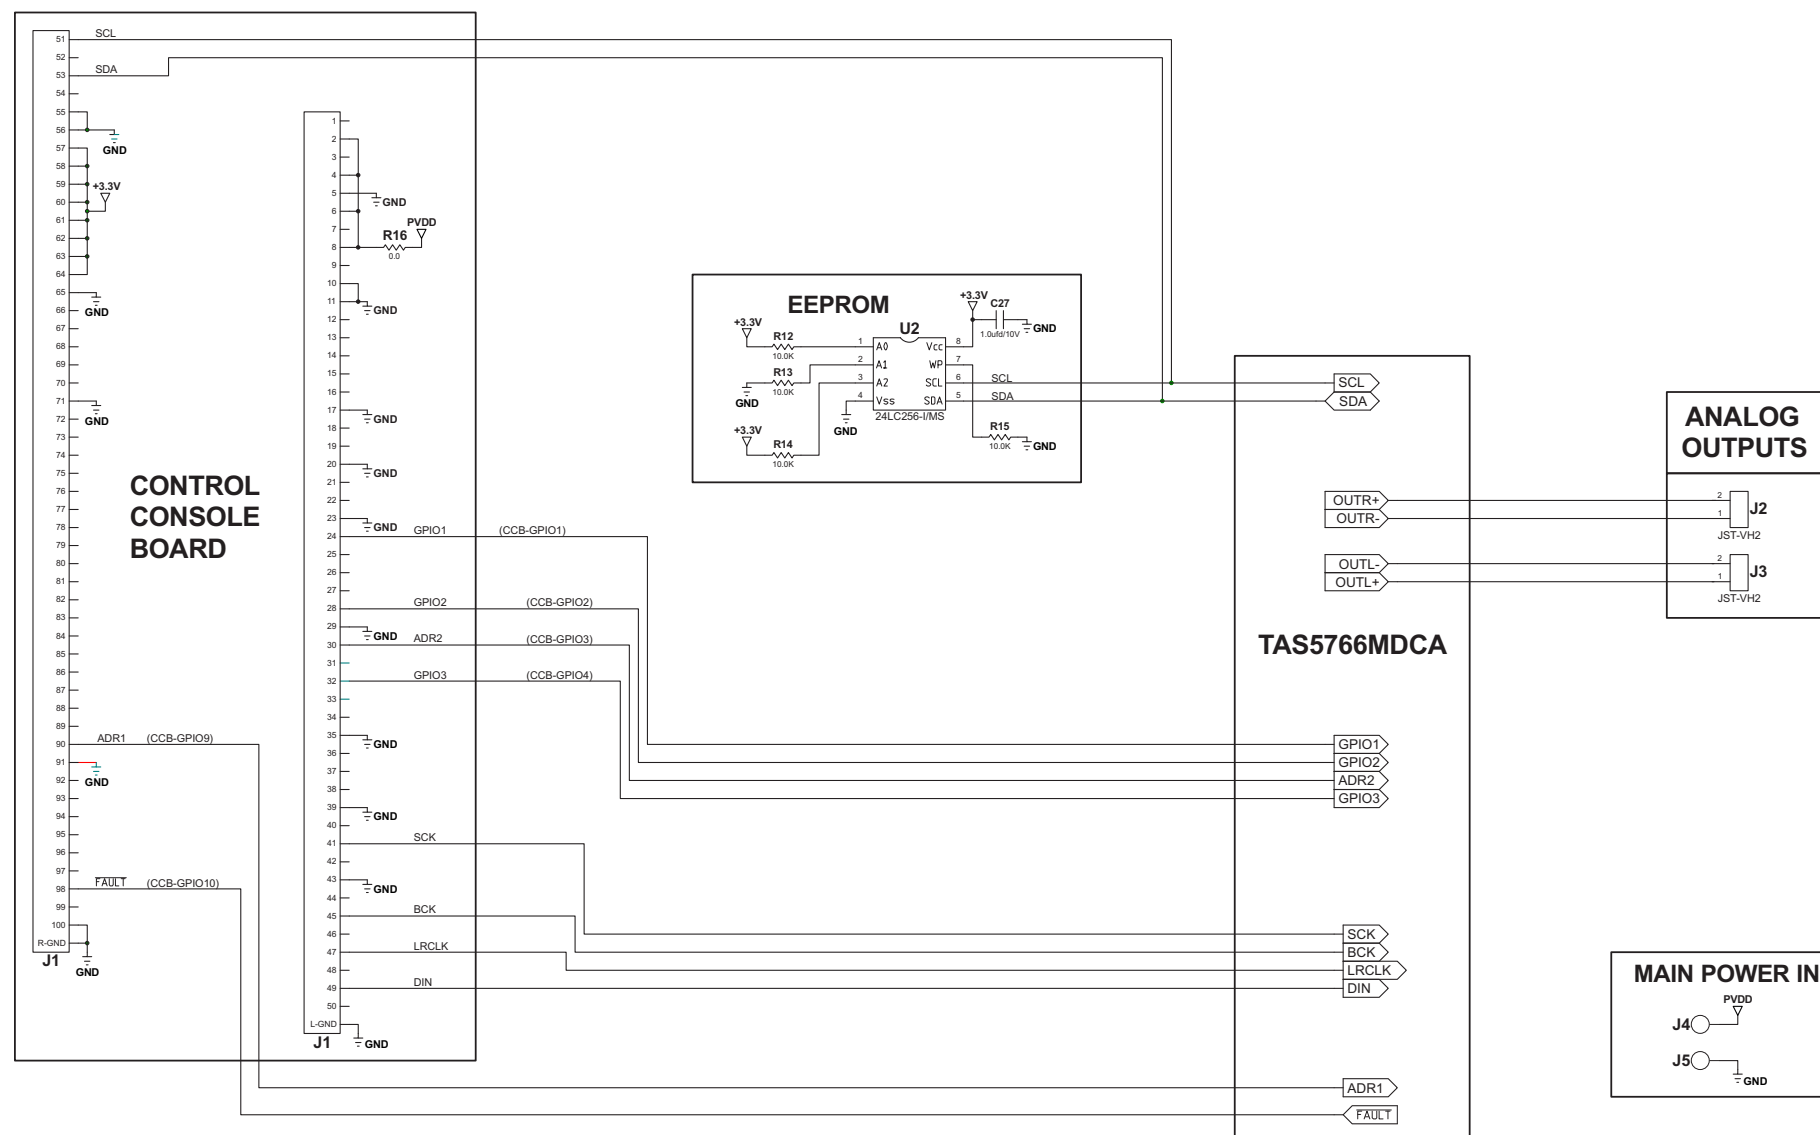 51 SCL
52
53 SDA
54
55
56
GND
57
58
59 +3.3V
60
61
62
63
64
65
66 GND
67
68
69
70
71
72 GND
73
74
75
76
77
78
79
80
81
82
83
84
85
86
87
88
89
90 ADR1 (CCB-GPIO9)
91
92 GND
93
94
95
96
97
98 FAULT (CCB-GPIO10)
99
100
R-GND
J1
GND
CONTROL
CONSOLE
BOARD
1
2
3
4
5 GND
6
7 PVDD
R16
8
0.0
9
10
11 GND
12
13
14
15
16
17 GND
18
19
20 GND
21
22
23 GND
24 GPIO1 (CCB-GPIO1)
25
26
27
28 GPIO2 (CCB-GPIO2)
29 GND
30 ADR2 (CCB-GPIO3)
31
32 GPIO3 (CCB-GPIO4)
33
34
35 GND
36
37
38
39 GND
40
41 SCK
42
43 GND
44
45 BCK
46
47 LRCLK
48
49 DIN
50
L-GND
J1 GND
EEPROM
+3.3V C27
1.0ufd/10V GND
+3.3V
R12
10.0K
R13
10.0K
GND
+3.3V
R14
10.0K
U2
1 A0 Vcc 8
2 A1 WP 7
3 A2 SCL 6 SCL
4 Vss SDA 5 SDA
24LC256-I/MS
GND
R15
10.0K GND
SCL
SDA
OUTR+
OUTR-
OUTL-
OUTL+
TAS5766MDCA
GPIO1
GPIO2
ADR2
GPIO3
SCK
BCK
LRCLK
DIN
ADR1
FAULT
ANALOG
OUTPUTS
2
1
J2
JST-VH2
2
1
J3
JST-VH2
MAIN POWER IN
PVDD
J4
J5
GND